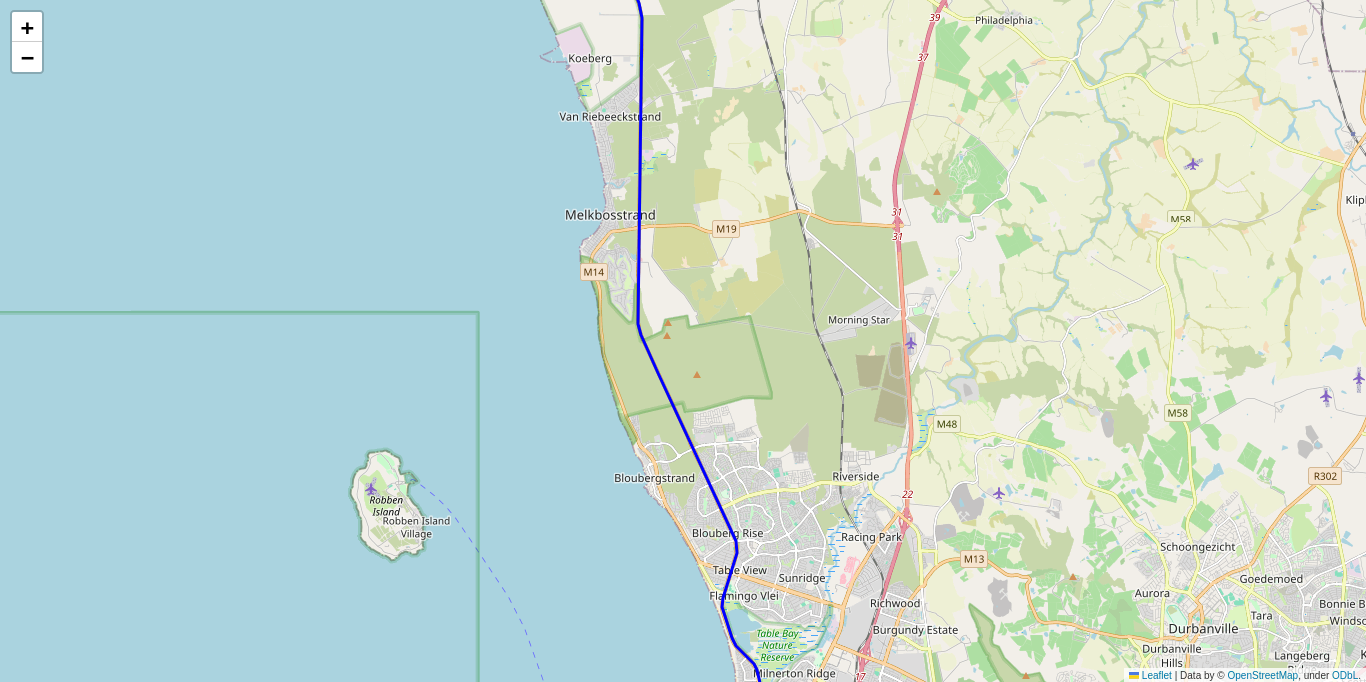 +
−
39
Philadelphia
37
Koeberg
Van Riebeeckstrand
M58
31
Melkbosstrand
M19
31
M14
Morning Star
M58
M48
R302
Bloubergstrand
Riverside
22
Robben
Island
Robben Island
Village
Blouberg Rise
Racing Park
Schoongezicht
M13
Table View
Sunridge
Goedemoed
Aurora
Flamingo Vlei
Richwood
Bonnie B
Tara
Windso
Burgundy Estate
Durbanville
Table Bay
Nature
Reserve
Durbanville
Hills
Langeberg
K
Milnerton Ridge
17
Leaflet | Data by © OpenStreetMap, under ODbL.